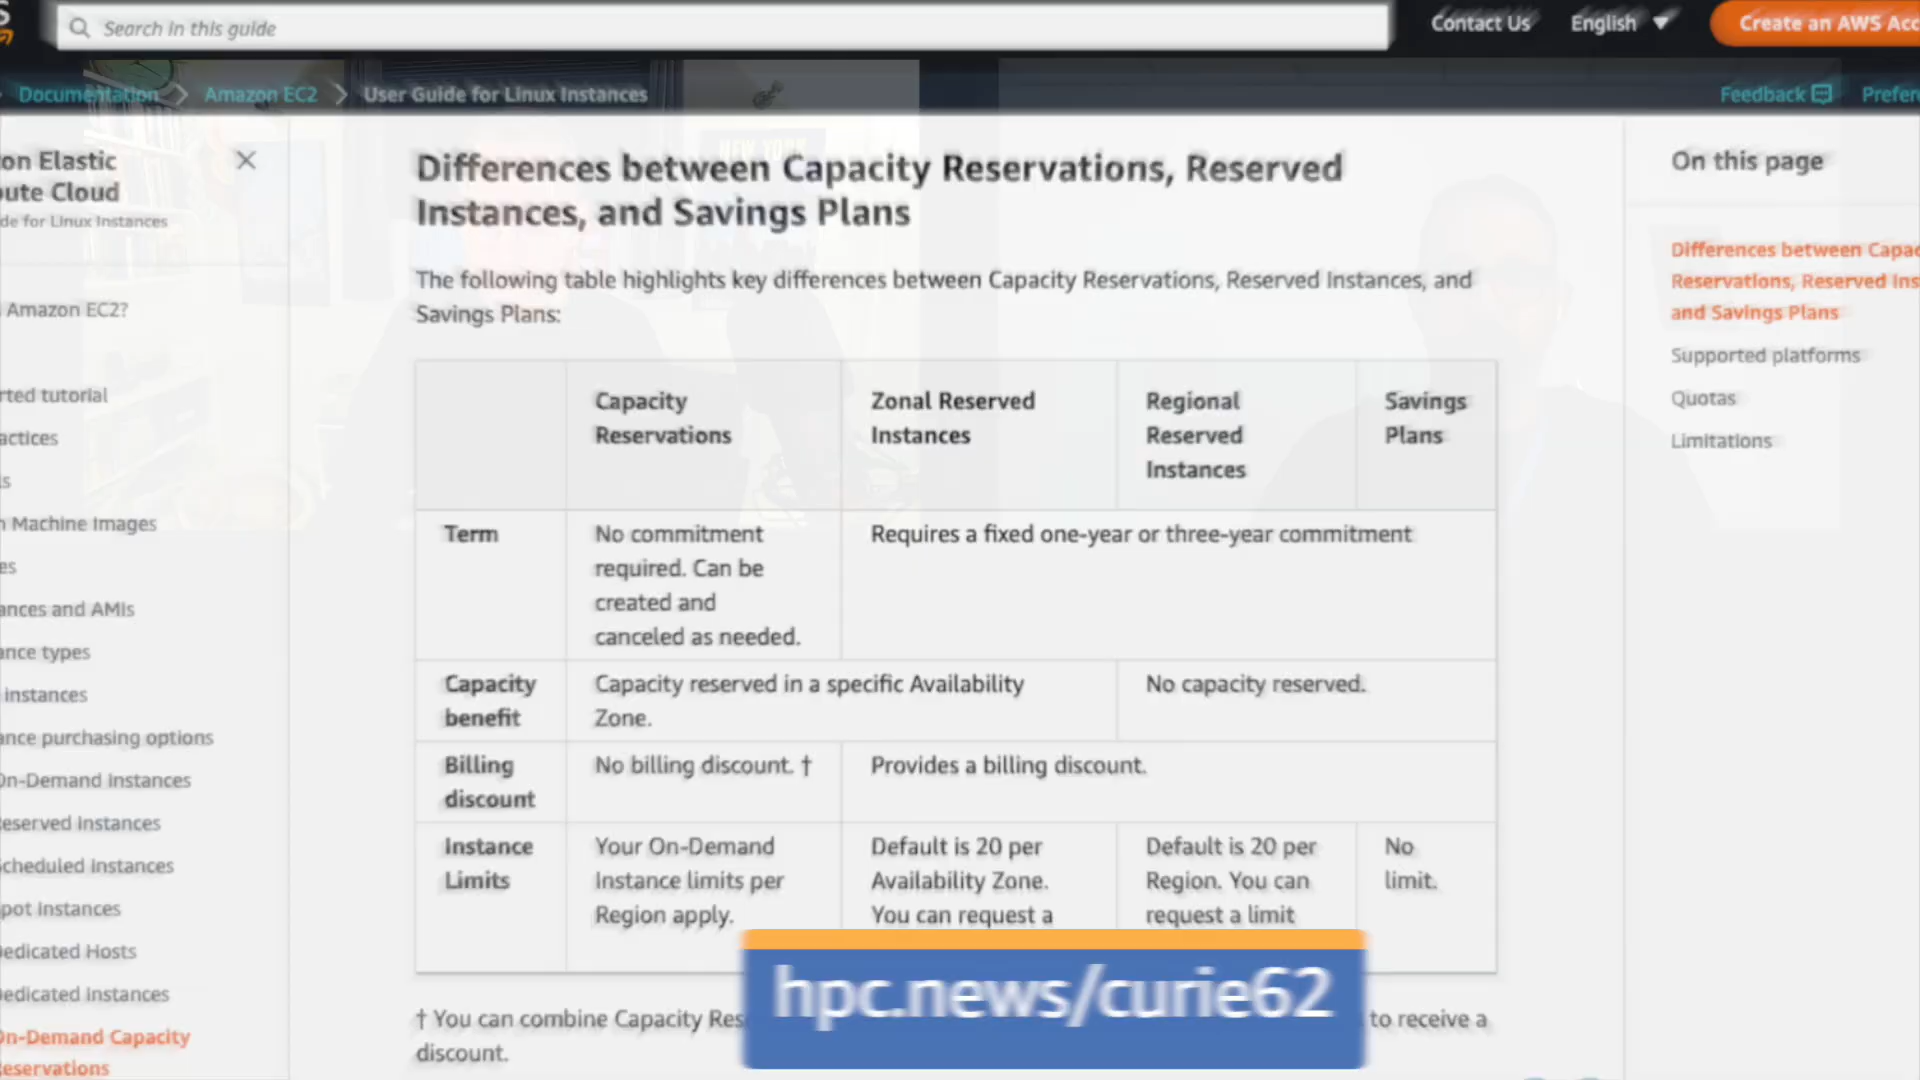 Search in this guide
Contact Us
English
Create an AWS Acc
Documentation
Amazon EC2
User Guide for Linux Instances
Feedback
Prefere
on Elastic
pute Cloud
de for Linux Instances
Amazon EC2?
rted tutorial
actices
ls
n Machine Images
es
ances and AMIs
ance types
instances
ance purchasing options
On-Demand Instances
eserved Instances
Scheduled Instances
pot Instances
Dedicated Hosts
Dedicated Instances
On-Demand Capacity
eservations
Differences between Capacity Reservations, Reserved
Instances, and Savings Plans
The following table highlights key differences between Capacity Reservations, Reserved Instances, and
Savings Plans:
Capacity
Reservations
Zonal Reserved
Instances
Regional
Reserved
Instances
Savings
Plans
Term
No commitment
required. Can be
created and
canceled as needed.
Requires a fixed one-year or three-year commitment
Capacity
benefit
Capacity reserved in a specific Availability
Zone.
No capacity reserved.
Billing
discount
No billing discount. †
Provides a billing discount.
Instance
Limits
Your On-Demand
Instance limits per
Region apply.
Default is 20 per
Availability Zone.
You can request a
Default is 20 per
Region. You can
request a limit
No
limit.
† You can combine Capacity Res
to receive a
discount.
hpc.news/curie62
On this page
Differences between Capac
Reservations, Reserved Ins
and Savings Plans
Supported platforms
Quotas
Limitations